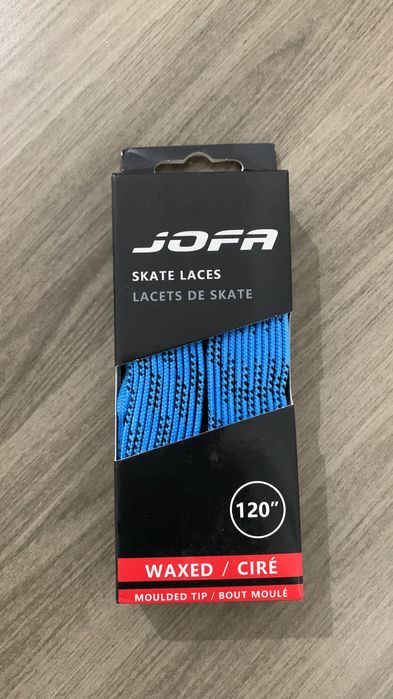 JOFA
SKATE LACES
LACETS DE SKATE
120"
WAXED / CIRÉ
MOULDED TIP / BOUT MOULÉ